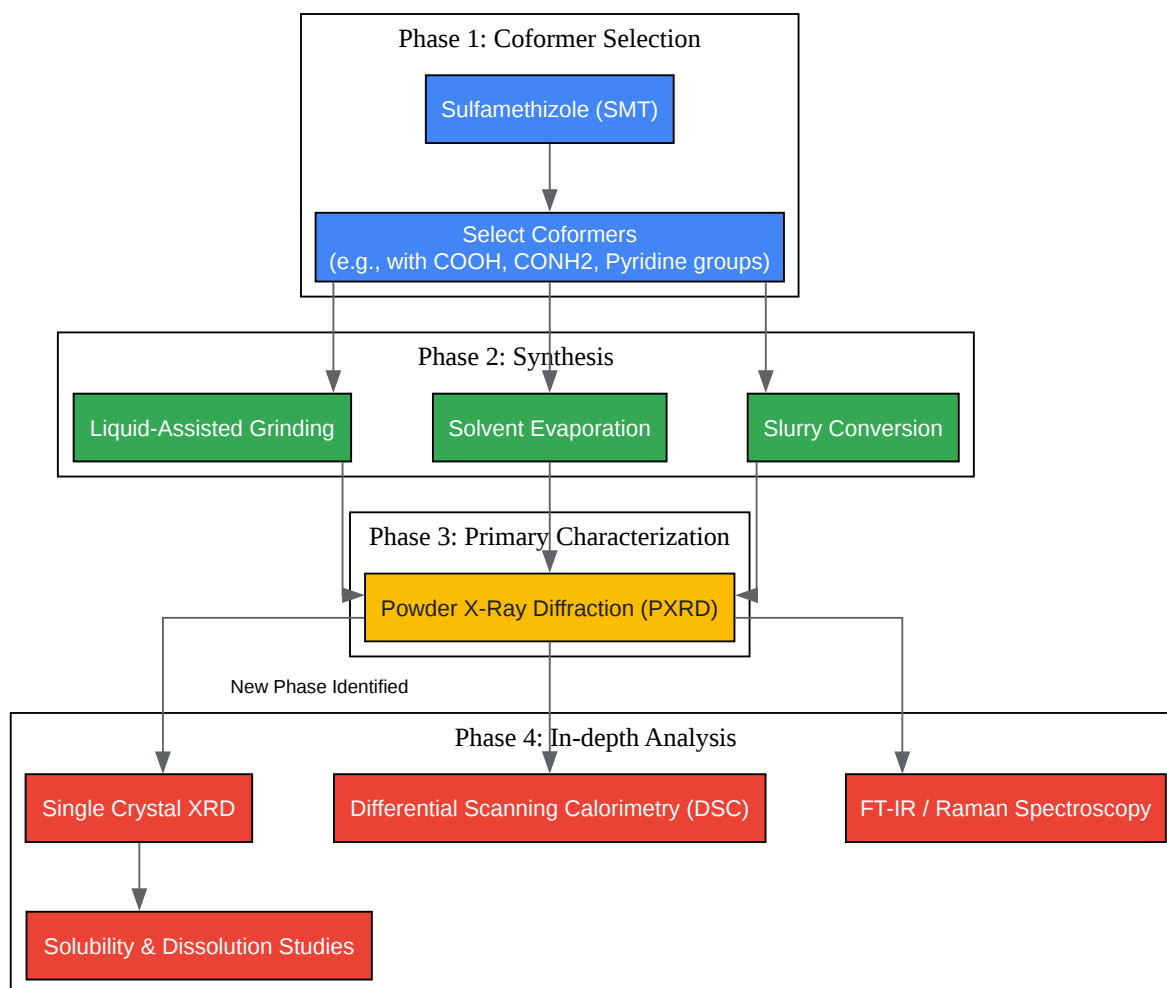 Phase 1: Coformer Selection
Sulfamethizole (SMT)
Select Coformers
(e.g., with COOH, CONH2, Pyridine groups)
Phase 2: Synthesis
Liquid-Assisted Grinding
Solvent Evaporation
Slurry Conversion
Phase 3: Primary Characterization
Powder X-Ray Diffraction (PXRD)
New Phase Identified
Phase 4: In-depth Analysis
Single Crystal XRD
Differential Scanning Calorimetry (DSC)
FT-IR / Raman Spectroscopy
Solubility & Dissolution Studies